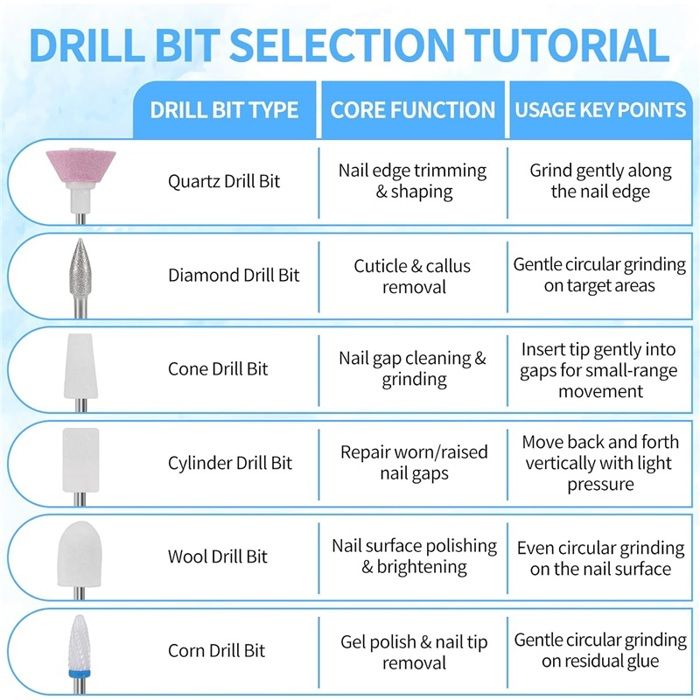 DRILL BIT SELECTION TUTORIAL
DRILL BIT TYPE
CORE FUNCTION
USAGE KEY POINTS
Quartz Drill Bit
Nail edge trimming
& shaping
Grind gently along
the nail edge
Diamond Drill Bit
Cuticle & callus
removal
Gentle circular grinding
on target areas
Cone Drill Bit
Nail gap cleaning &
grinding
Insert tip gently into
gaps for small-range
movement
Cylinder Drill Bit
Repair worn/raised
nail gaps
Move back and forth
vertically with light
pressure
Wool Drill Bit
Nail surface polishing
& brightening
Even circular grinding
on the nail surface
Corn Drill Bit
Gel polish & nail tip
removal
Gentle circular grinding
on residual glue